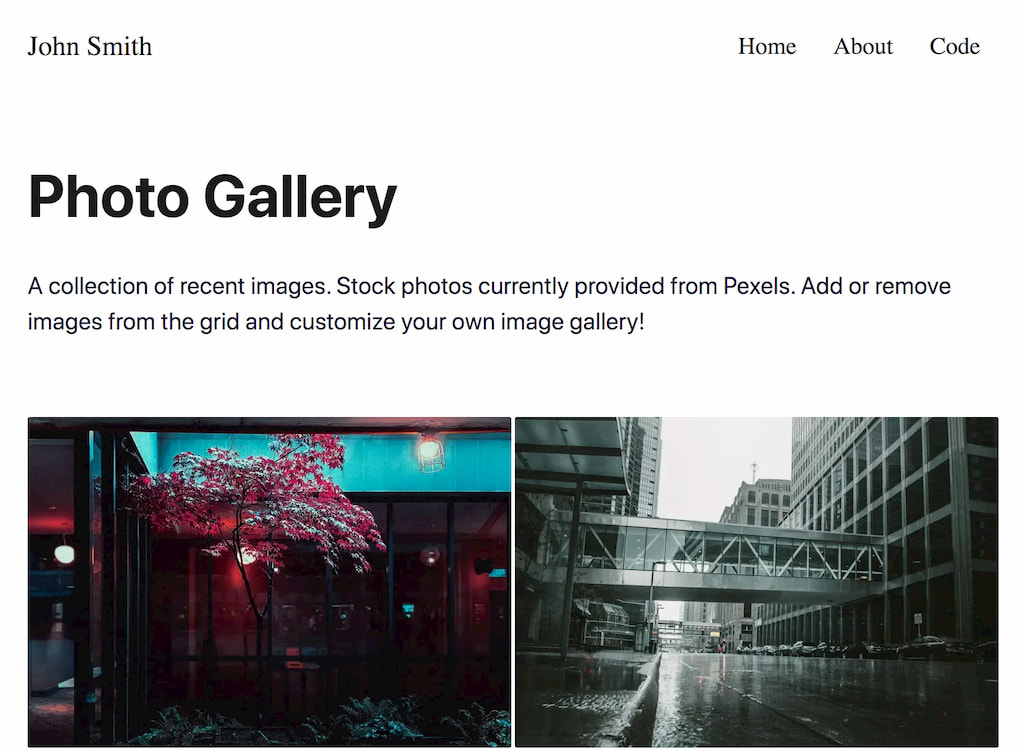 John Smith
Home About Code
Photo Gallery
A collection of recent images. Stock photos currently provided from Pexels. Add or remove
images from the grid and customize your own image gallery!